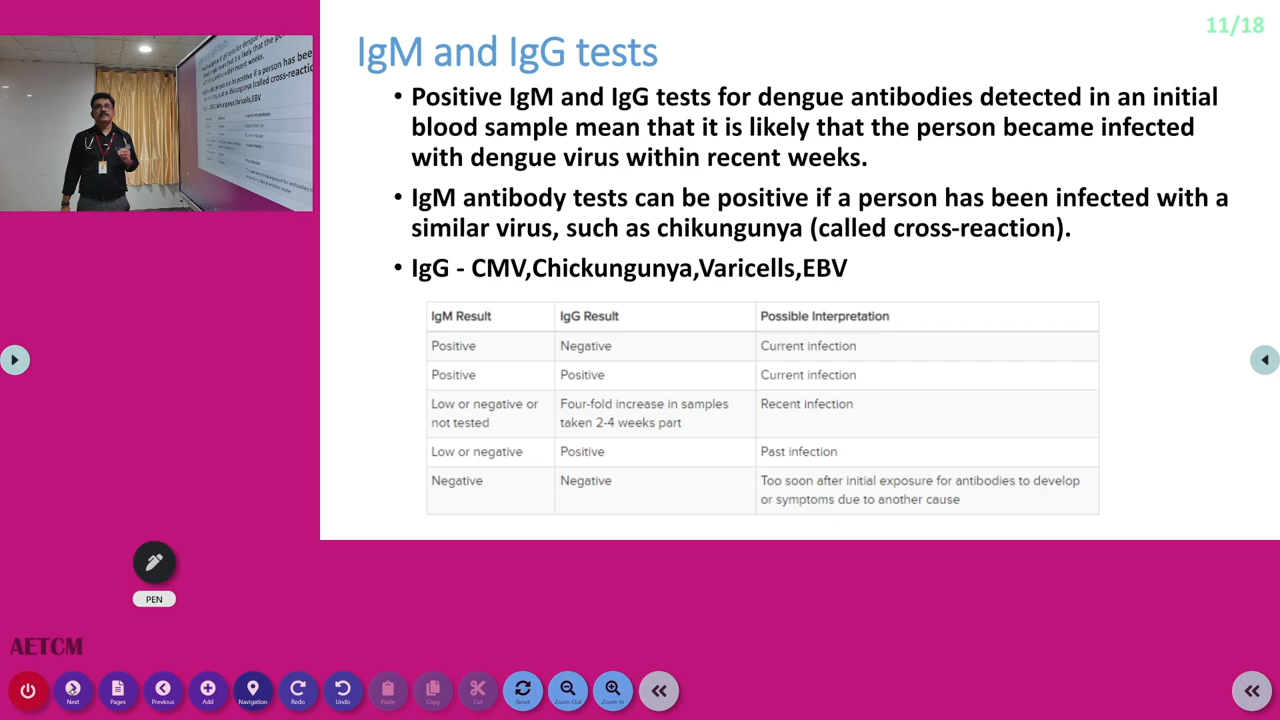 11/18
IgM and IgG tests
• Positive IgM and IgG tests for dengue antibodies detected in an initial
blood sample mean that it is likely that the person became infected
with dengue virus within recent weeks.
• IgM antibody tests can be positive if a person has been infected with a
similar virus, such as chikungunya (called cross-reaction).
• IgG - CMV,Chickungunya,Varicells,EBV
IgM Result IgG Result Possible Interpretation
Positive Negative Current infection
Positive Positive Current infection
Low or negative or Four-fold increase in samples Recent infection
not tested taken 2-4 weeks part
Low or negative Positive Past infection
Negative Negative Too soon after initial exposure for antibodies to develop
or symptoms due to another cause
PEN
AETCM
Next Pages Previous Add Navigation Redo Undo Paste Copy Cut Reset Zoom Out Zoom In